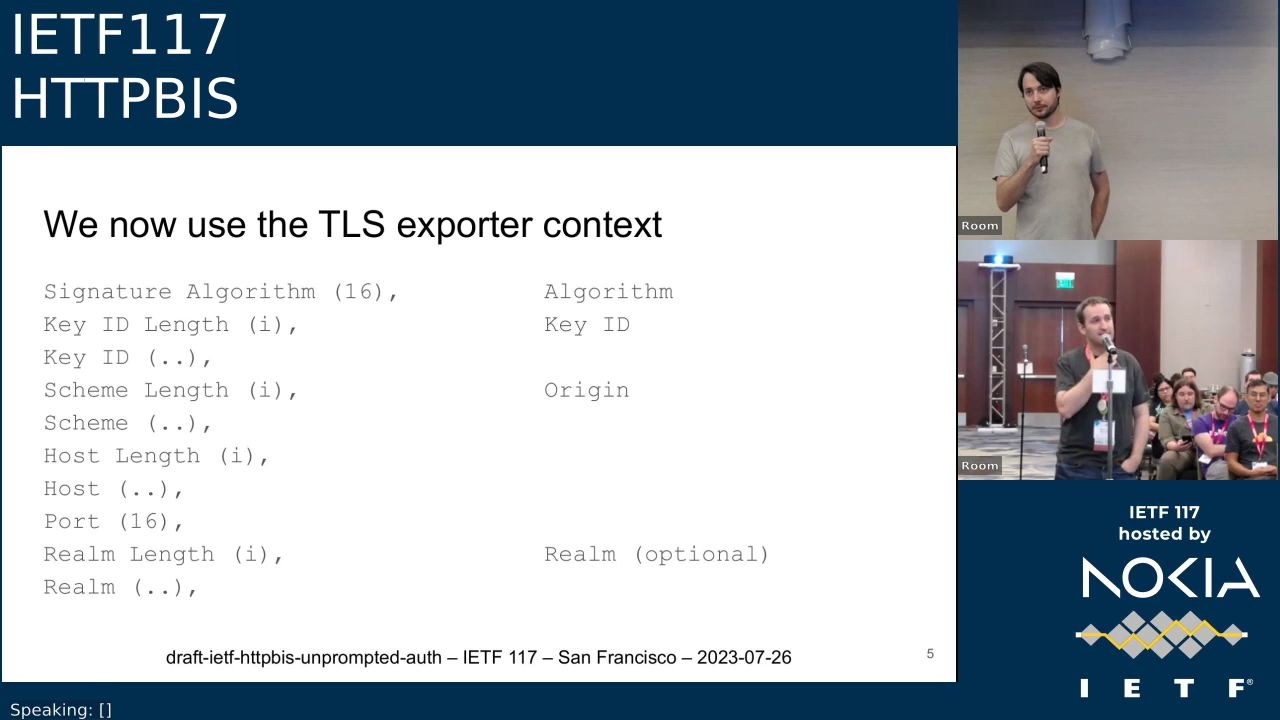 IETF117
HTTPBIS
We now use the TLS exporter context
Signature Algorithm (16), Algorithm
Key ID Length (i), Key ID
Key ID (..),
Scheme Length (i), Origin
Scheme (..),
Host Length (i),
Host (..),
Port (16),
Realm Length (i), Realm (optional)
Realm (..),
draft-ietf-httpbis-unprompted-auth – IETF 117 – San Francisco – 2023-07-26
5
Speaking: []
Room
Room
IETF 117
hosted by
NOKIA
I E T F®